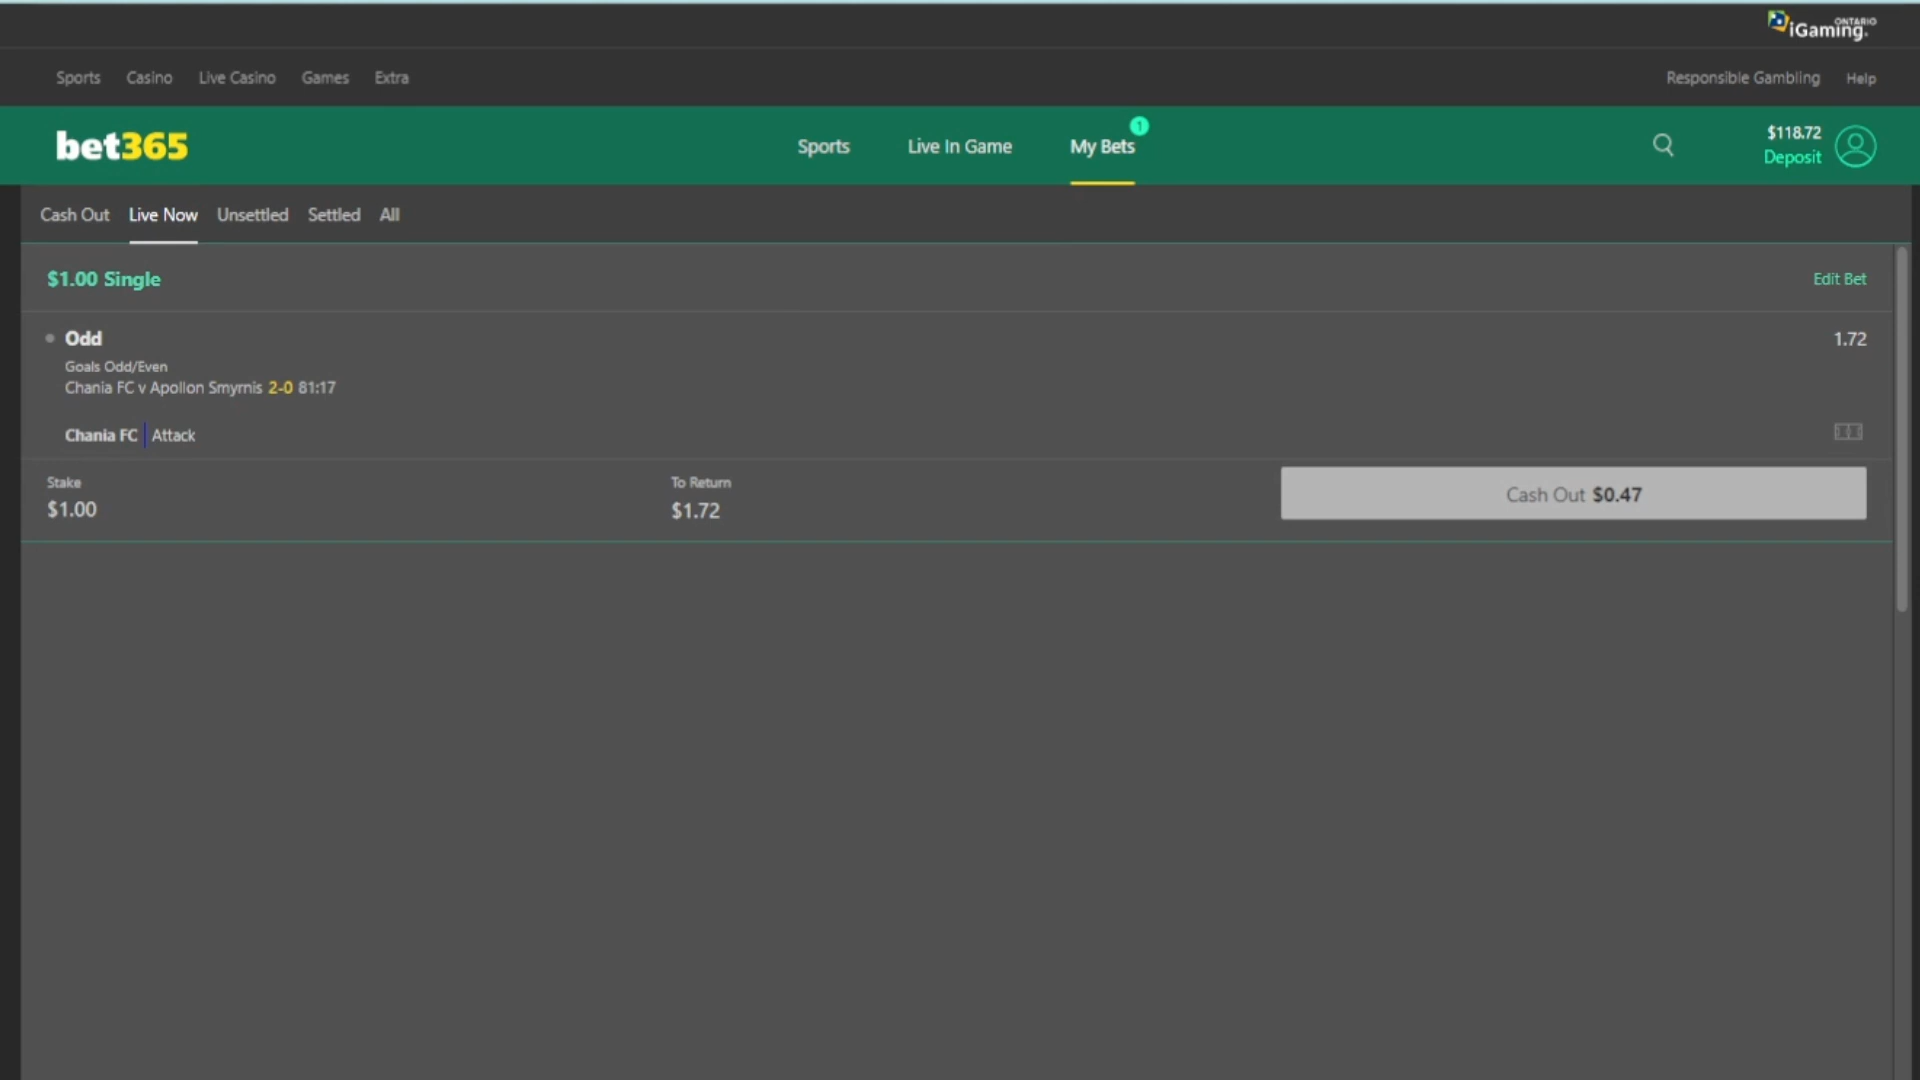 iGaming ONTARIO
Sports Casino Live Casino Games Extra Responsible Gambling Help
bet365 Sports Live In Game My Bets 1 $118.72
Deposit
Cash Out Live Now Unsettled Settled All
$1.00 Single Edit Bet
Odd 1.72
Goals Odd/Even
Chania FC v Apollon Smyrnis 2-0 81:17
Chania FC Attack
Stake To Return
$1.00 $1.72 Cash Out $0.47